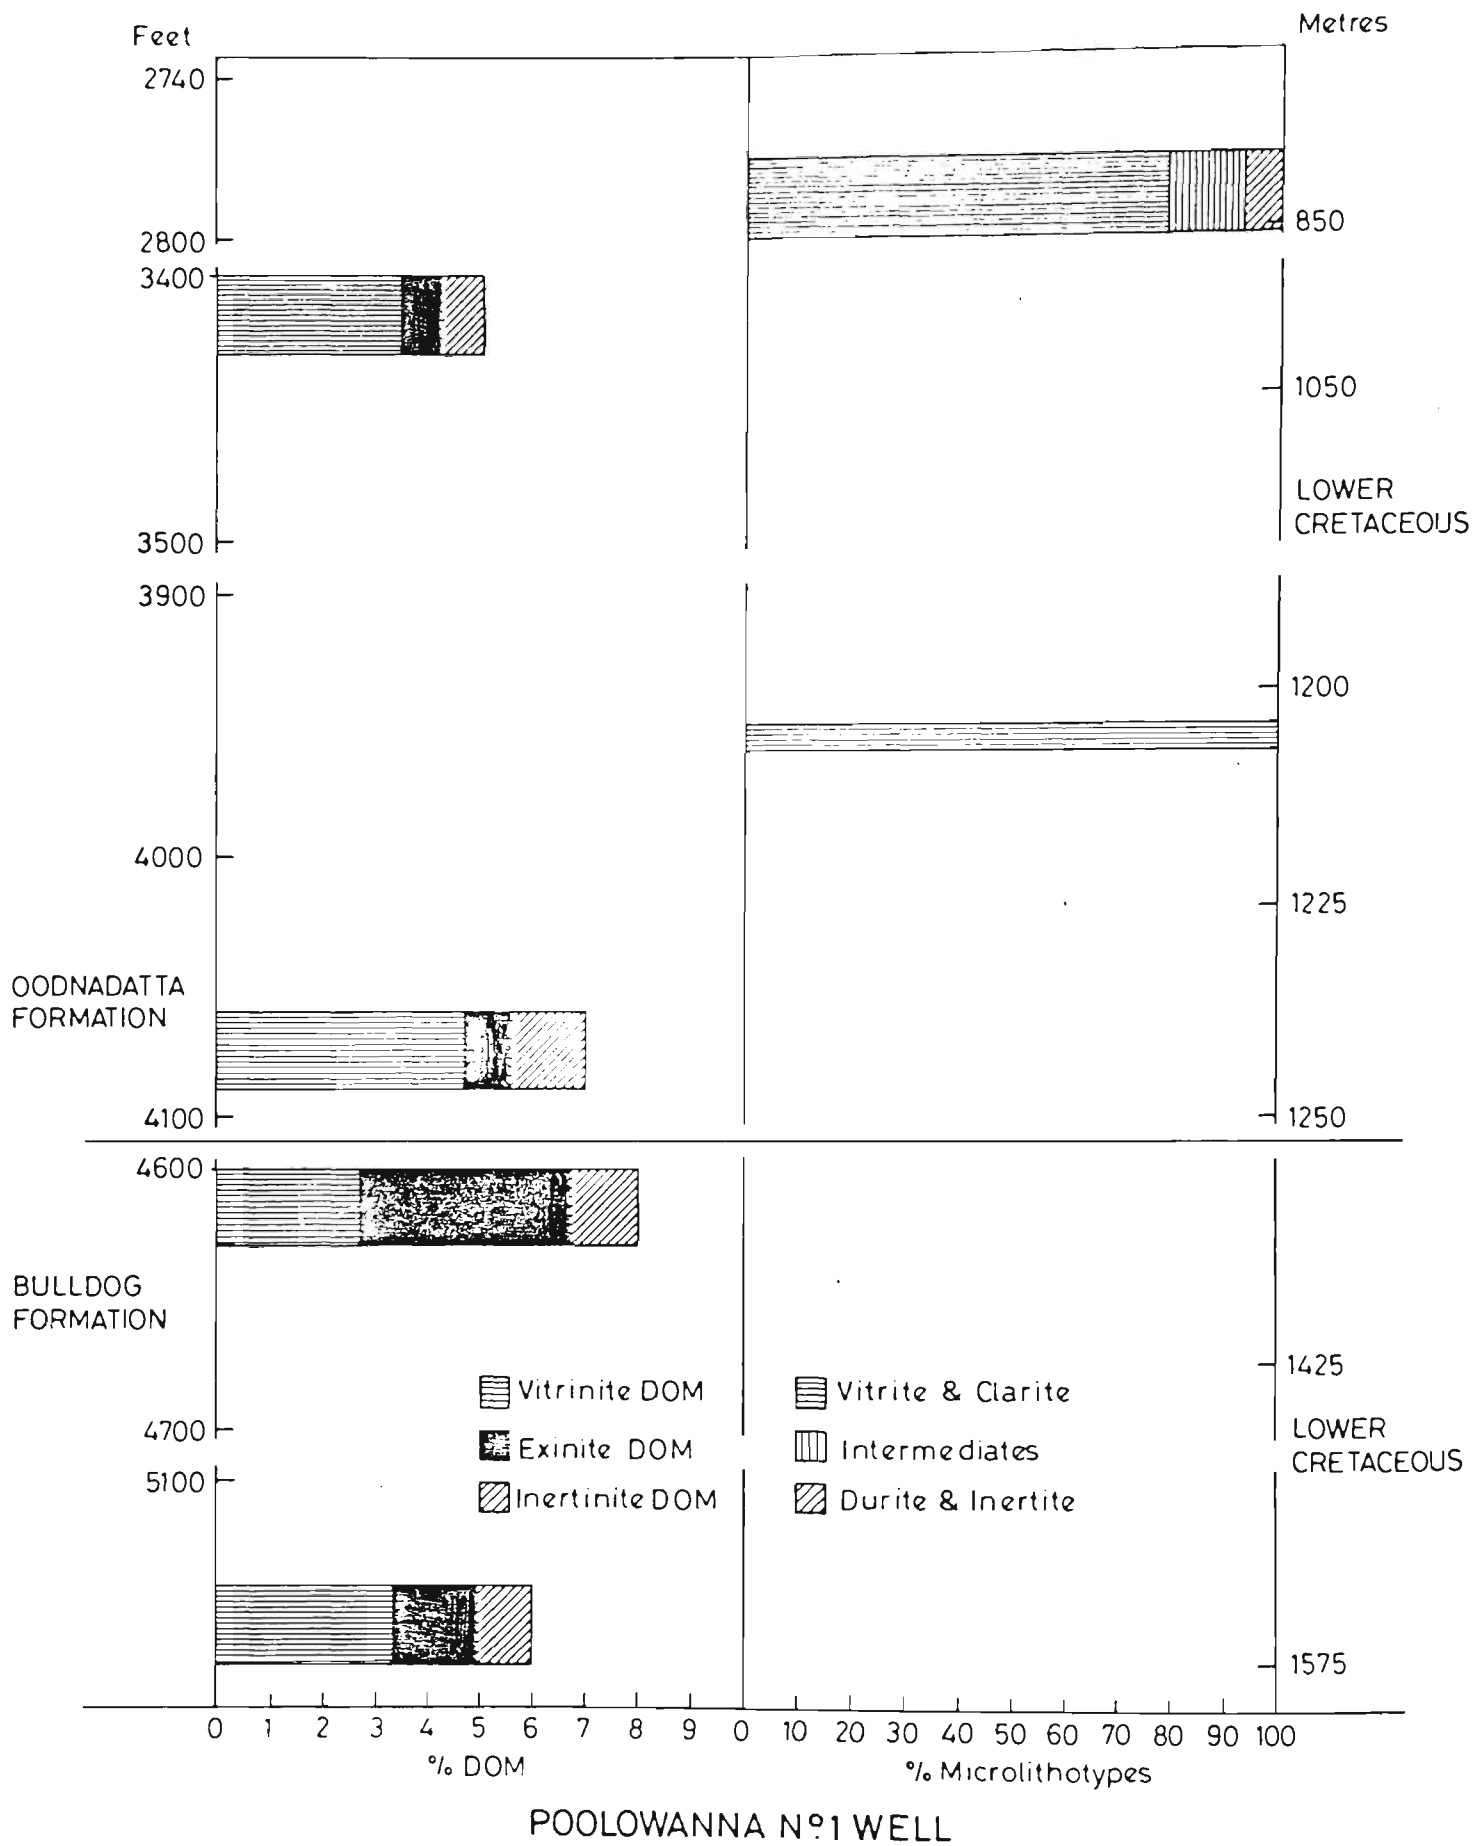 Feet
Metres
2740
850
2800
3400
1050
LOWER
CRETACEOUS
3500
3900
1200
4000
1225
OODNADATTA
FORMATION
4100
1250
4600
BULLDOG
FORMATION
1425
Vitrinite DOM
Vitrite & Clarite
4700
LOWER
CRETACEOUS
Exinite DOM
Intermediates
5100
Inertinite DOM
Durite & Inertite
1575
0 1 2 3 4 5 6 7 8 9 0 10 20 30 40 50 60 70 80 90 100
% DOM
% Microlithotypes
POOLOWANNA Nº1 WELL